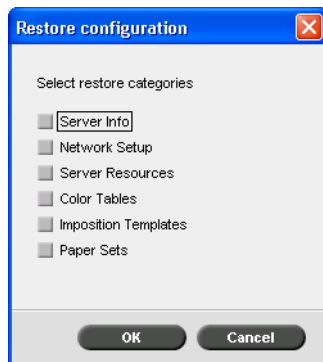 Restore configuration
Select restore categories
Server Info
Network Setup
Server Resources
Color Tables
Imposition Templates
Paper Sets
OK Cancel